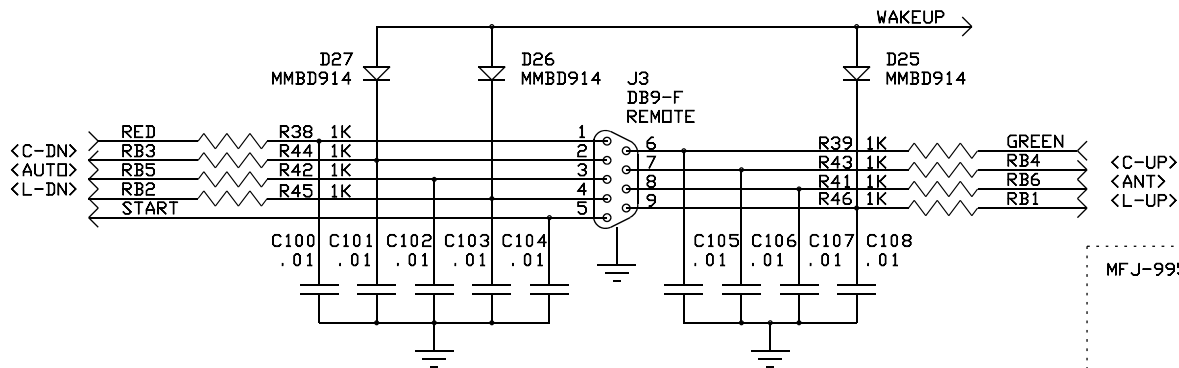 WAKEUP
D27
MMBD914
D26
MMBD914
D25
MMBD914
J3
DB9-F
REMOTE
RED R38 1K 1
<C-DN> RB3 R44 1K 2
<AUTO> RB5 R42 1K 3
<L-DN> RB2 R45 1K 4
START 5
6 R39 1K GREEN
7 R43 1K RB4 <C-UP>
8 R41 1K RB6 <ANT>
9 R46 1K RB1 <L-UP>
C100 C101 C102 C103 C104
.01 .01 .01 .01 .01
C105 C106 C107 C108
.01 .01 .01 .01